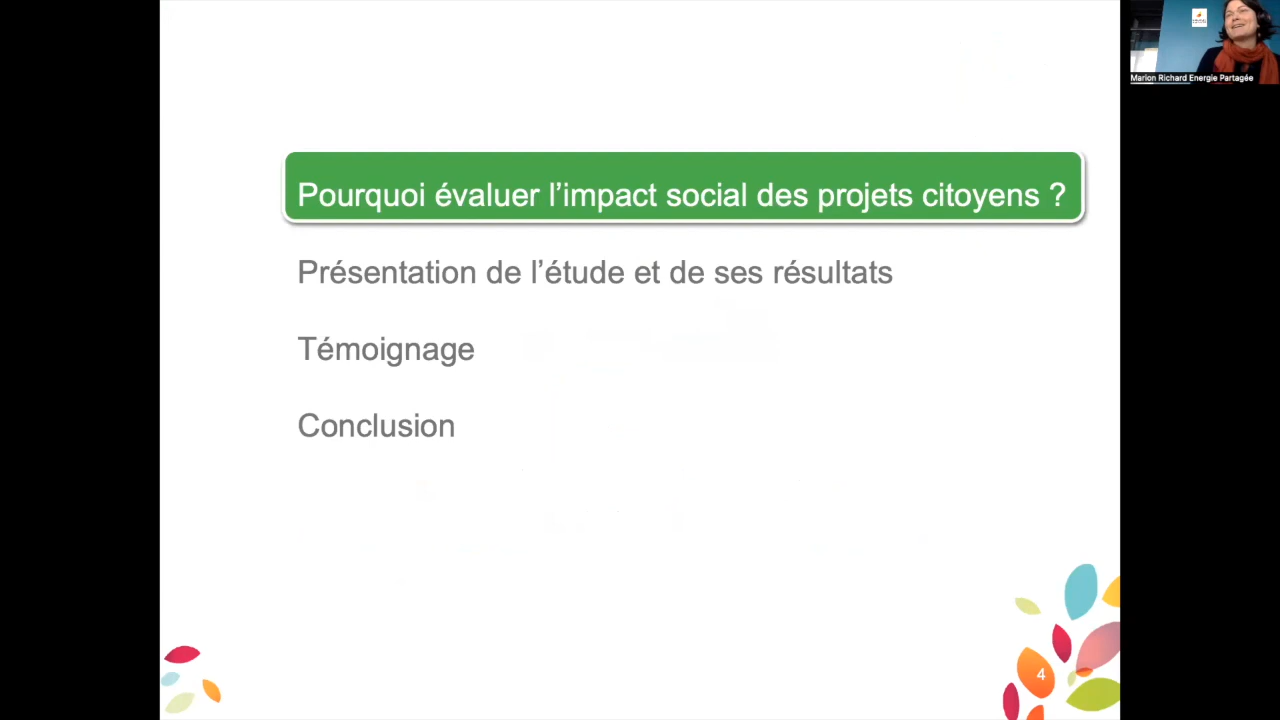 Marion Richard Energie Partagée
Pourquoi évaluer l’impact social des projets citoyens ?
Présentation de l’étude et de ses résultats
Témoignage
Conclusion
4